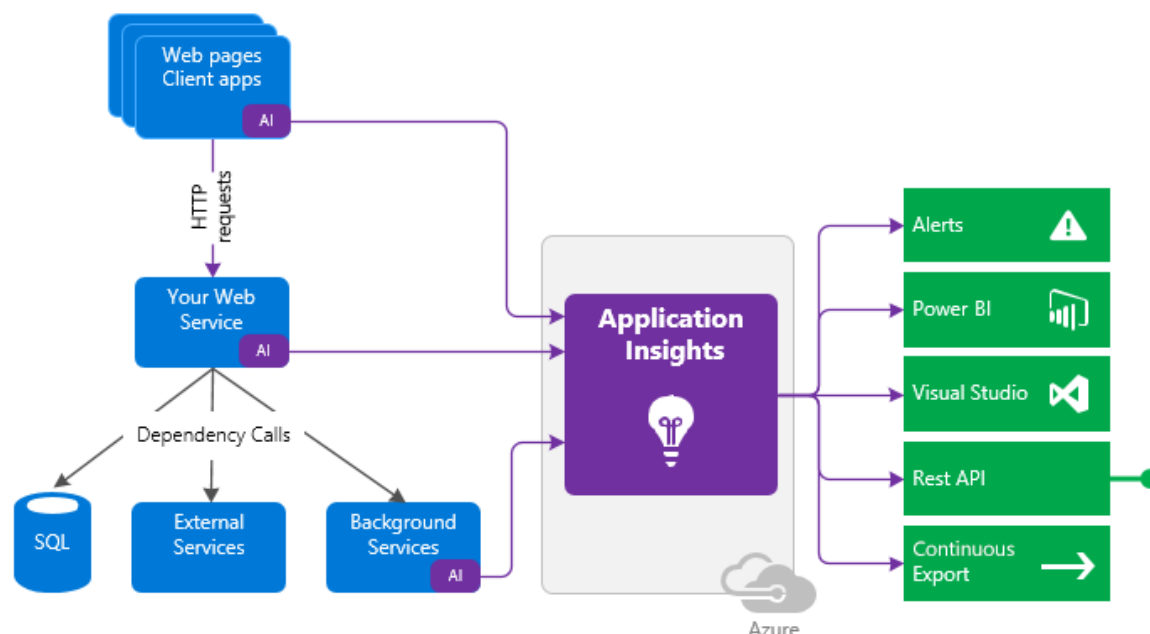 Web pages
Client apps
AI
HTTP
requests
Your Web
Service
AI
Dependency Calls
SQL
External
Services
Background
Services
AI
Application
Insights
Azure
Alerts
Power BI
Visual Studio
Rest API
Continuous
Export